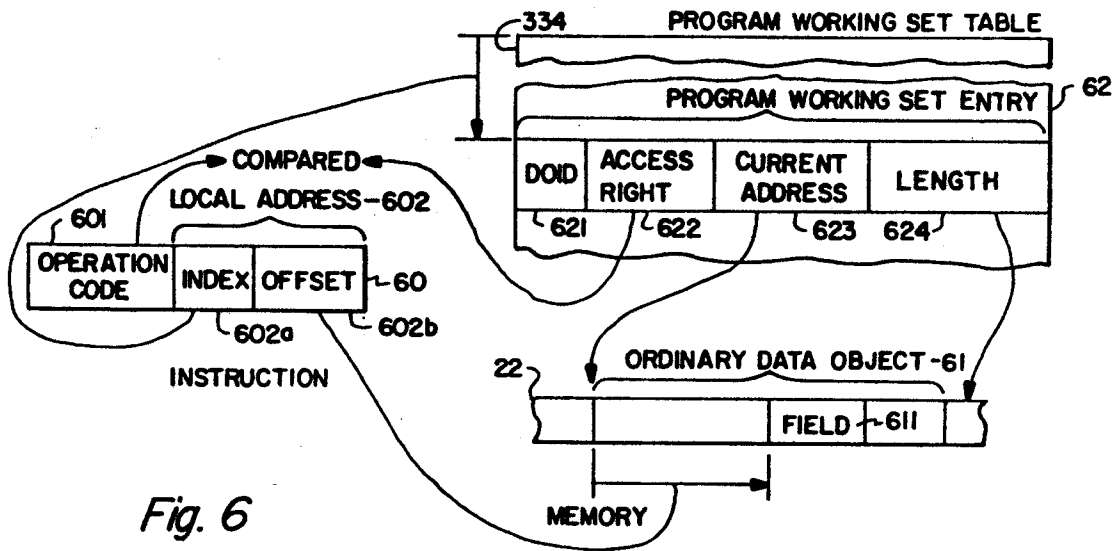 334 PROGRAM WORKING SET TABLE
PROGRAM WORKING SET ENTRY 62
DOID ACCESS RIGHT CURRENT ADDRESS LENGTH
621 622 623 624
COMPARED
LOCAL ADDRESS-602
601
OPERATION CODE INDEX OFFSET 60
602a 602b
INSTRUCTION
ORDINARY DATA OBJECT-61
22
FIELD 611
MEMORY
Fig. 6